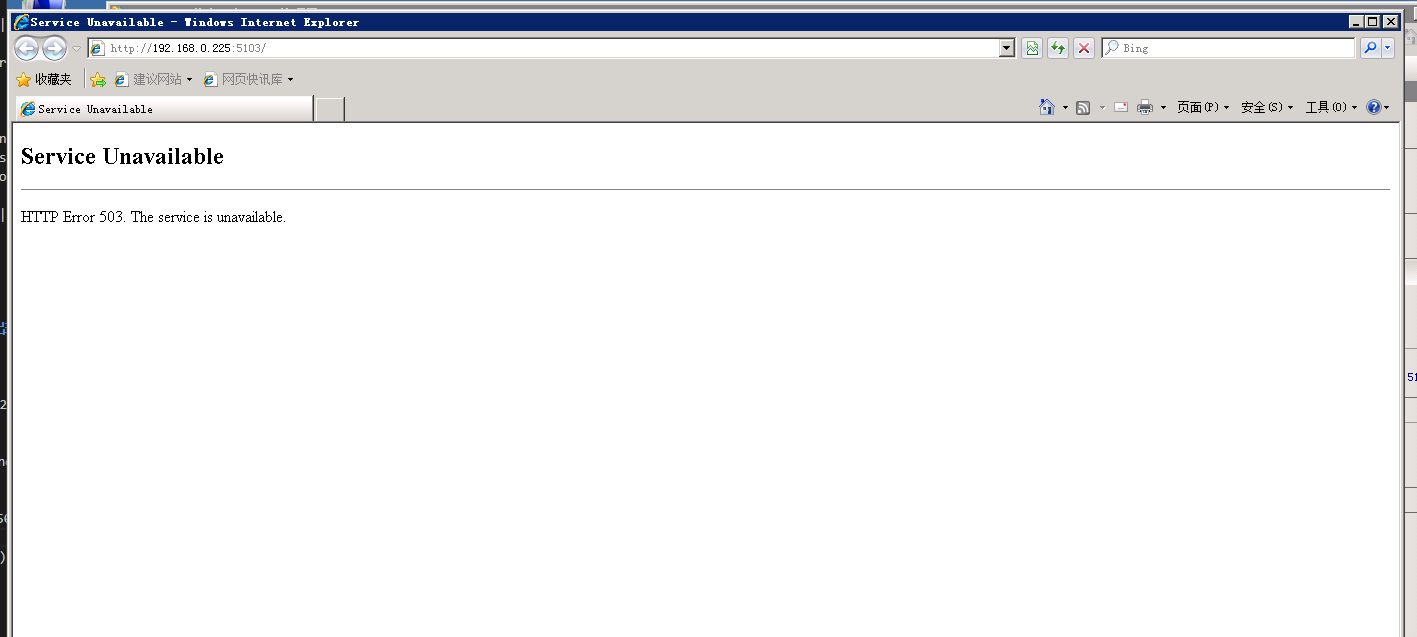 Service Unavailable - Windows Internet Explorer
http://192.168.0.225:5103/
Bing
收藏夹
建议网站
网页快讯库
Service Unavailable
页面(P)
安全(S)
工具(O)
Service Unavailable
HTTP Error 503. The service is unavailable.
51